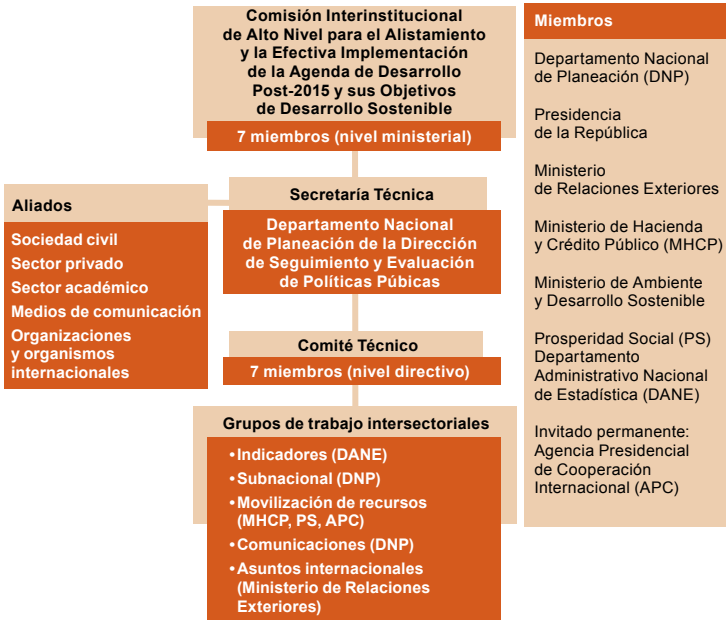 Comisión Interinstitucional
de Alto Nivel para el Alistamiento
y la Efectiva Implementación
de la Agenda de Desarrollo
Post-2015 y sus Objetivos
de Desarrollo Sostenible
7 miembros (nivel ministerial)
Secretaría Técnica
Departamento Nacional
de Planeación de la Dirección
de Seguimiento y Evaluación
de Políticas Púbicas
Aliados
Sociedad civil
Sector privado
Sector académico
Medios de comunicación
Organizaciones
y organismos
internacionales
Comité Técnico
7 miembros (nivel directivo)
Grupos de trabajo intersectoriales
•Indicadores (DANE)
•Subnacional (DNP)
•Movilización de recursos
(MHCP, PS, APC)
•Comunicaciones (DNP)
•Asuntos internacionales
(Ministerio de Relaciones
Exteriores)
Miembros
Departamento Nacional
de Planeación (DNP)
Presidencia
de la República
Ministerio
de Relaciones Exteriores
Ministerio de Hacienda
y Crédito Público (MHCP)
Ministerio de Ambiente
y Desarrollo Sostenible
Prosperidad Social (PS)
Departamento
Administrativo Nacional
de Estadística (DANE)
Invitado permanente:
Agencia Presidencial
de Cooperación
Internacional (APC)